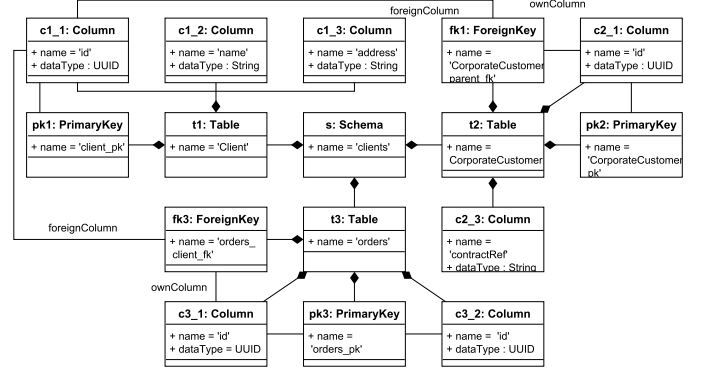 foreignColumn
ownColumn
c1_1: Column
+ name = 'id'
+ dataType : UUID
c1_2: Column
+ name = 'name'
+ dataType : String
c1_3: Column
+ name = 'address'
+ dataType : String
fk1: ForeignKey
+ name =
'CorporateCustomer
parent_fk'
c2_1: Column
+ name = 'id'
+ dataType : UUID
pk1: PrimaryKey
+ name = 'client_pk'
t1: Table
+ name = 'Client'
s: Schema
+ name = 'clients'
t2: Table
+ name =
CorporateCustomer
pk2: PrimaryKey
+ name =
'CorporateCustomer
pk'
foreignColumn
fk3: ForeignKey
+ name = 'orders_
client_fk'
t3: Table
+ name = 'orders'
c2_3: Column
+ name =
'contractRef'
+ dataType : String
ownColumn
c3_1: Column
+ name = 'id'
+ dataType = UUID
pk3: PrimaryKey
+ name =
'orders_pk'
c3_2: Column
+ name = 'id'
+ dataType : UUID